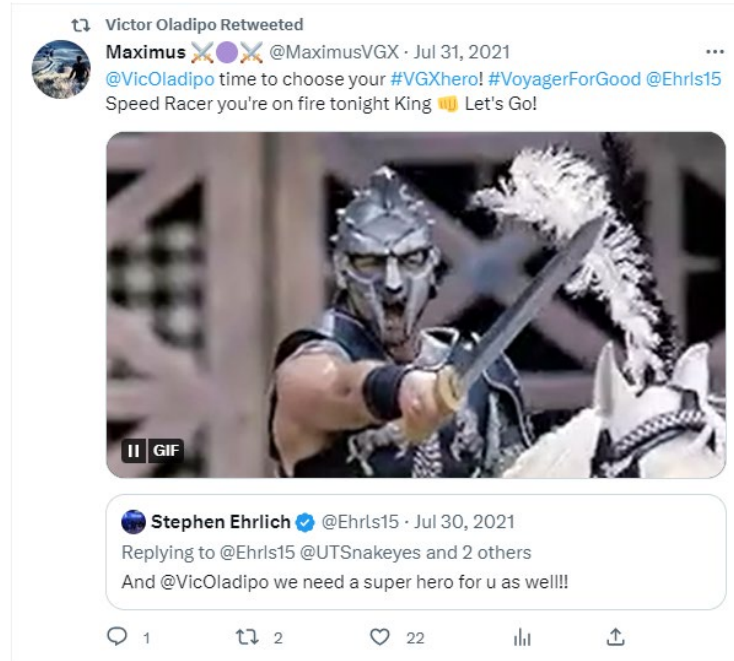 Victor Oladipo Retweeted
Maximus ⚔️🟣⚔️ @MaximusVGX · Jul 31, 2021 ...
@VicOladipo time to choose your #VGXhero! #VoyagerForGood @Ehrls15
Speed Racer you're on fire tonight King 👊 Let's Go!
GIF
Stephen Ehrlich @Ehrls15 · Jul 30, 2021
Replying to @Ehrls15 @UTSnakeyes and 2 others
And @VicOladipo we need a super hero for u as well!!
1 2 22